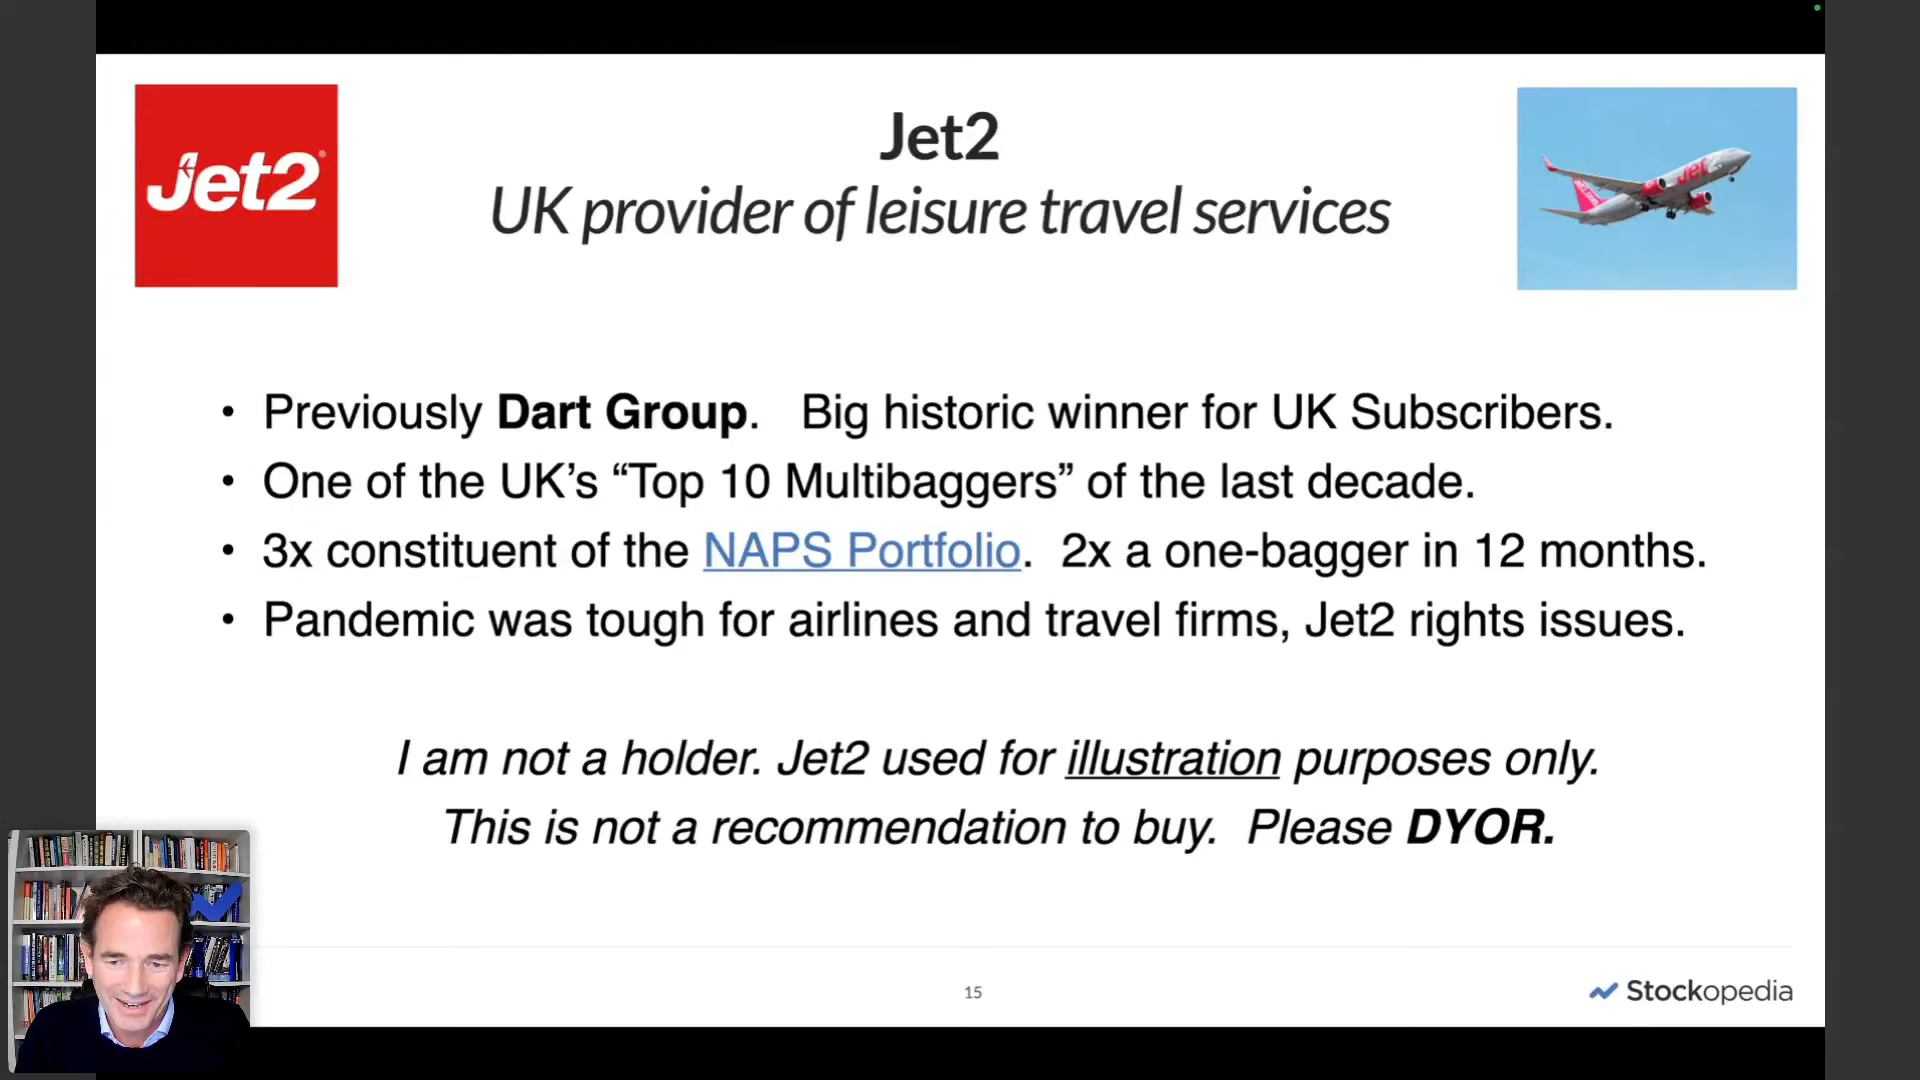 Jet2
Jet2
UK provider of leisure travel services
• Previously Dart Group. Big historic winner for UK Subscribers.
• One of the UK’s “Top 10 Multibaggers” of the last decade.
• 3x constituent of the NAPS Portfolio. 2x a one-bagger in 12 months.
• Pandemic was tough for airlines and travel firms, Jet2 rights issues.
I am not a holder. Jet2 used for illustration purposes only.
This is not a recommendation to buy. Please DYOR.
15
Stockopedia